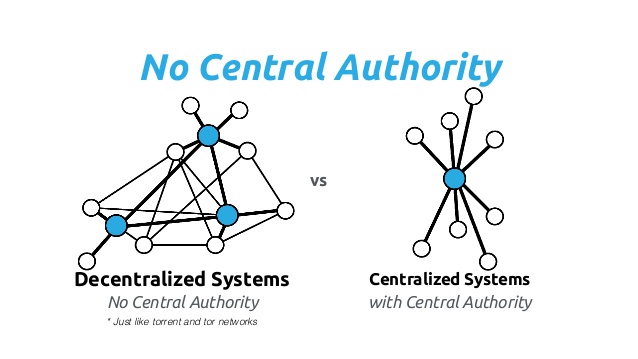 No Central Authority
vs
Decentralized Systems
No Central Authority
* Just like torrent and tor networks
Centralized Systems
with Central Authority